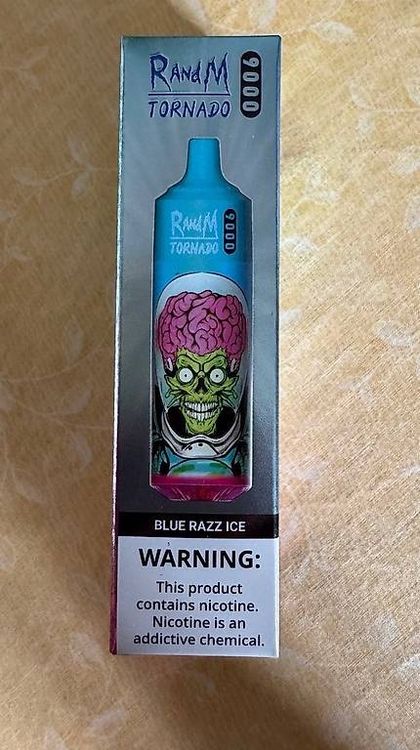 RAndM
TORNADO
9000
RAndM
TORNADO
9000
BLUE RAZZ ICE
WARNING:
This product
contains nicotine.
Nicotine is an
addictive chemical.